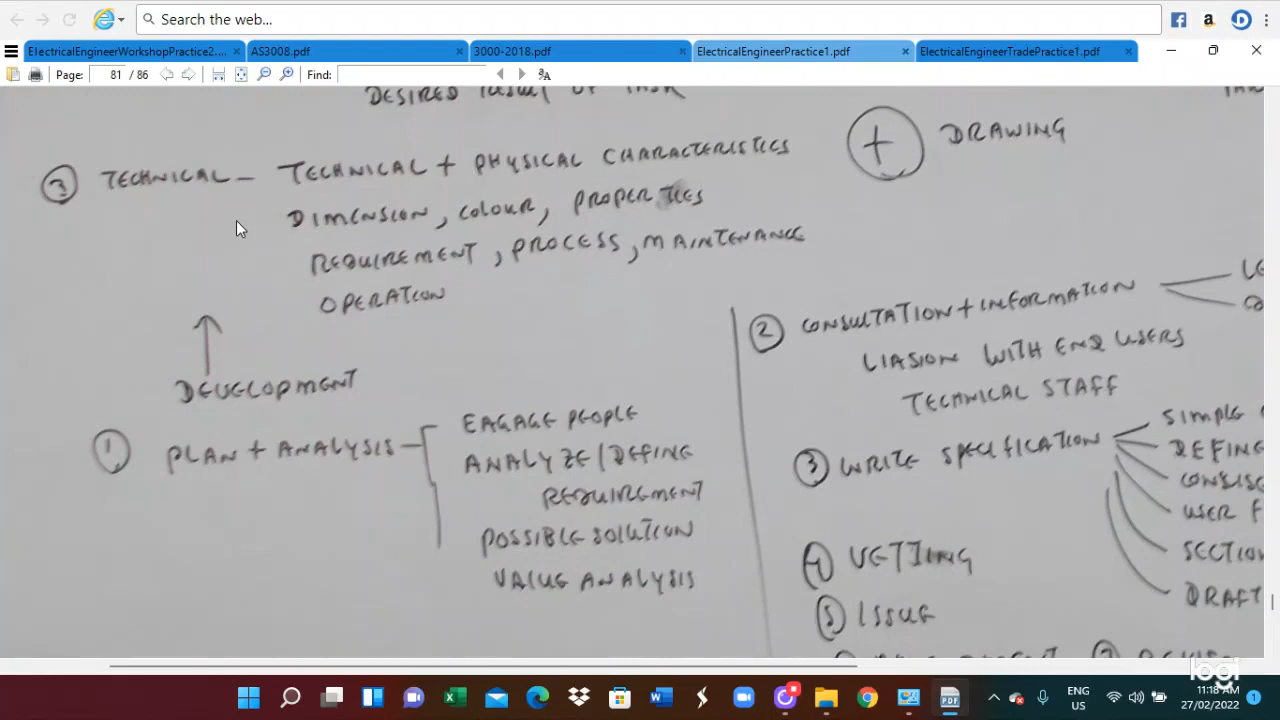 Search the web...
ElectricalEngineerWorkshopPractice2....
AS3008.pdf
3000-2018.pdf
ElectricalEngineerPractice1.pdf
ElectricalEngineerTradePractice1.pdf
Page: 81 / 86
Find:
DESIRED RESULT OF TASK
③ TECHNICAL - TECHNICAL + PHYSICAL CHARACTERISTICS
DIMENSION, COLOUR, PROPERTIES
REQUIREMENT, PROCESS, MAINTENANCE
OPERATION
DEVELOPMENT
① PLAN + ANALYSIS
EAGAGE PEOPLE
ANALYZE/DEFINE
REQUIREMENT
POSSIBLE SOLUTION
VALUE ANALYSIS
+ DRAWING
② CONSULTATION + INFORMATION
LIASION WITH END USERS
TECHNICAL STAFF
③ WRITE SPECIFICATION
SIMPLE
DEFINE
CONSISE
USER F
SECTION
DRAFT
④ VETTING
⑤ ISSUE
ENG
US
11:18 AM
27/02/2022